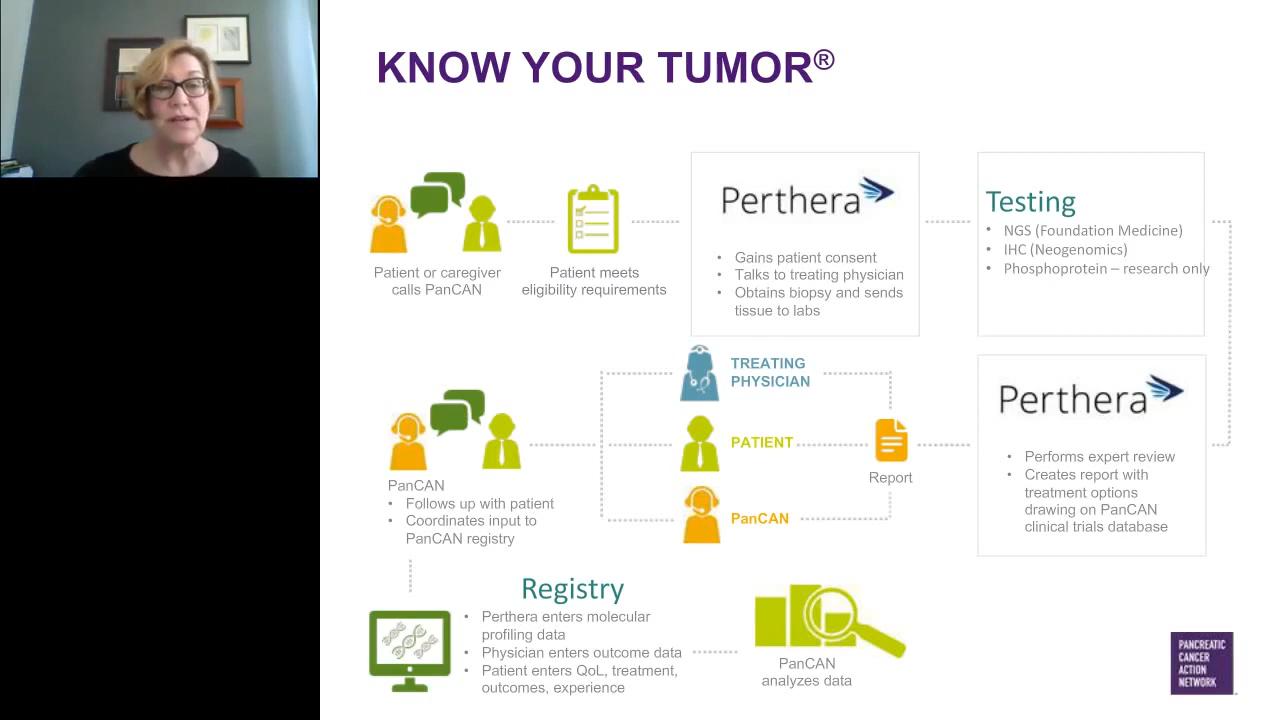 KNOW YOUR TUMOR®
Patient or caregiver
calls PanCAN
Patient meets
eligibility requirements
Perthera
• Gains patient consent
• Talks to treating physician
• Obtains biopsy and sends
tissue to labs
Testing
• NGS (Foundation Medicine)
• IHC (Neogenomics)
• Phosphoprotein – research only
Perthera
• Performs expert review
• Creates report with
treatment options
drawing on PanCAN
clinical trials database
Report
TREATING
PHYSICIAN
PATIENT
PanCAN
PanCAN
• Follows up with patient
• Coordinates input to
PanCAN registry
Registry
• Perthera enters molecular
profiling data
• Physician enters outcome data
• Patient enters QoL, treatment,
outcomes, experience
PanCAN
analyzes data
PANCREATIC
CANCER
ACTION
NETWORK